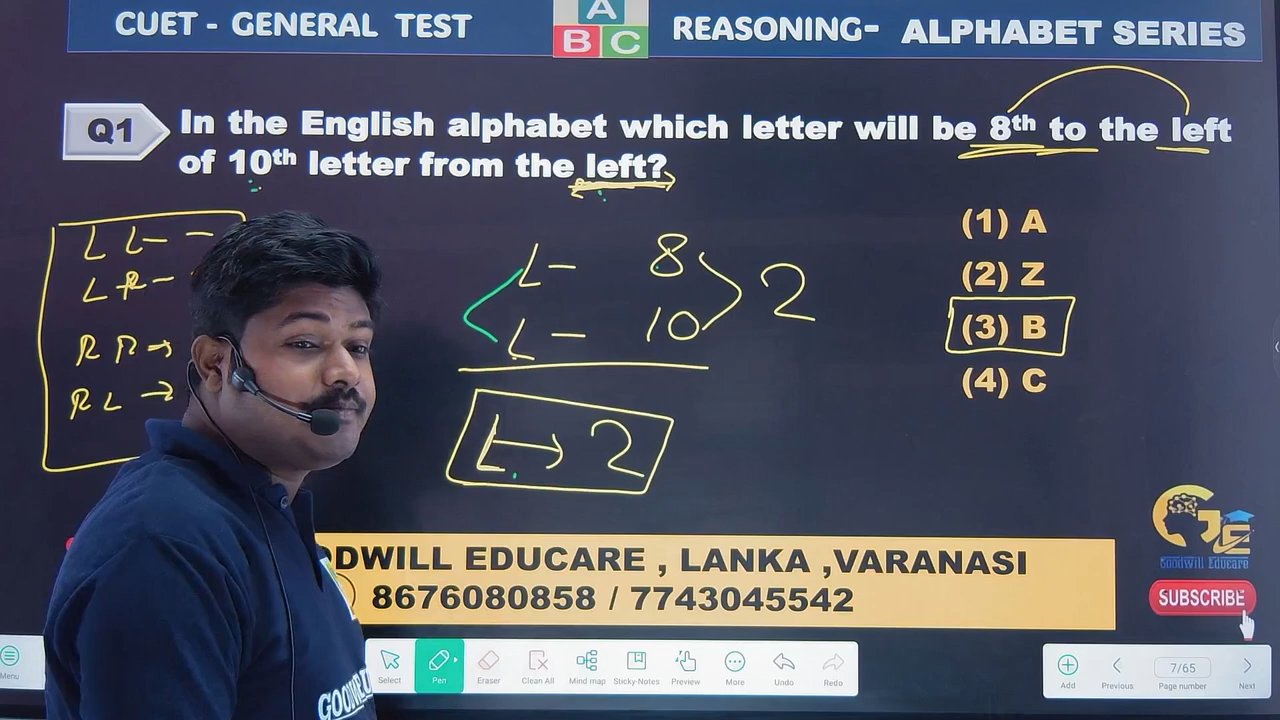 CUET - GENERAL TEST
A
B C
REASONING- ALPHABET SERIES
Q1
In the English alphabet which letter will be 8th to the left
of 10th letter from the left?
L L - -
L R -
R R →
R L →
L - 8
L - 10
2
L → 2
(1) A
(2) Z
(3) B
(4) C
ODWILL EDUCARE , LANKA ,VARANASI
8676080858 / 7743045542
GE
Goodwill Educare
SUBSCRIBE
Menu
Select
Pen
Eraser
Clean All
Mind map
Sticky-Notes
Preview
More
Undo
Redo
Add
Previous
7/65
Page number
Next